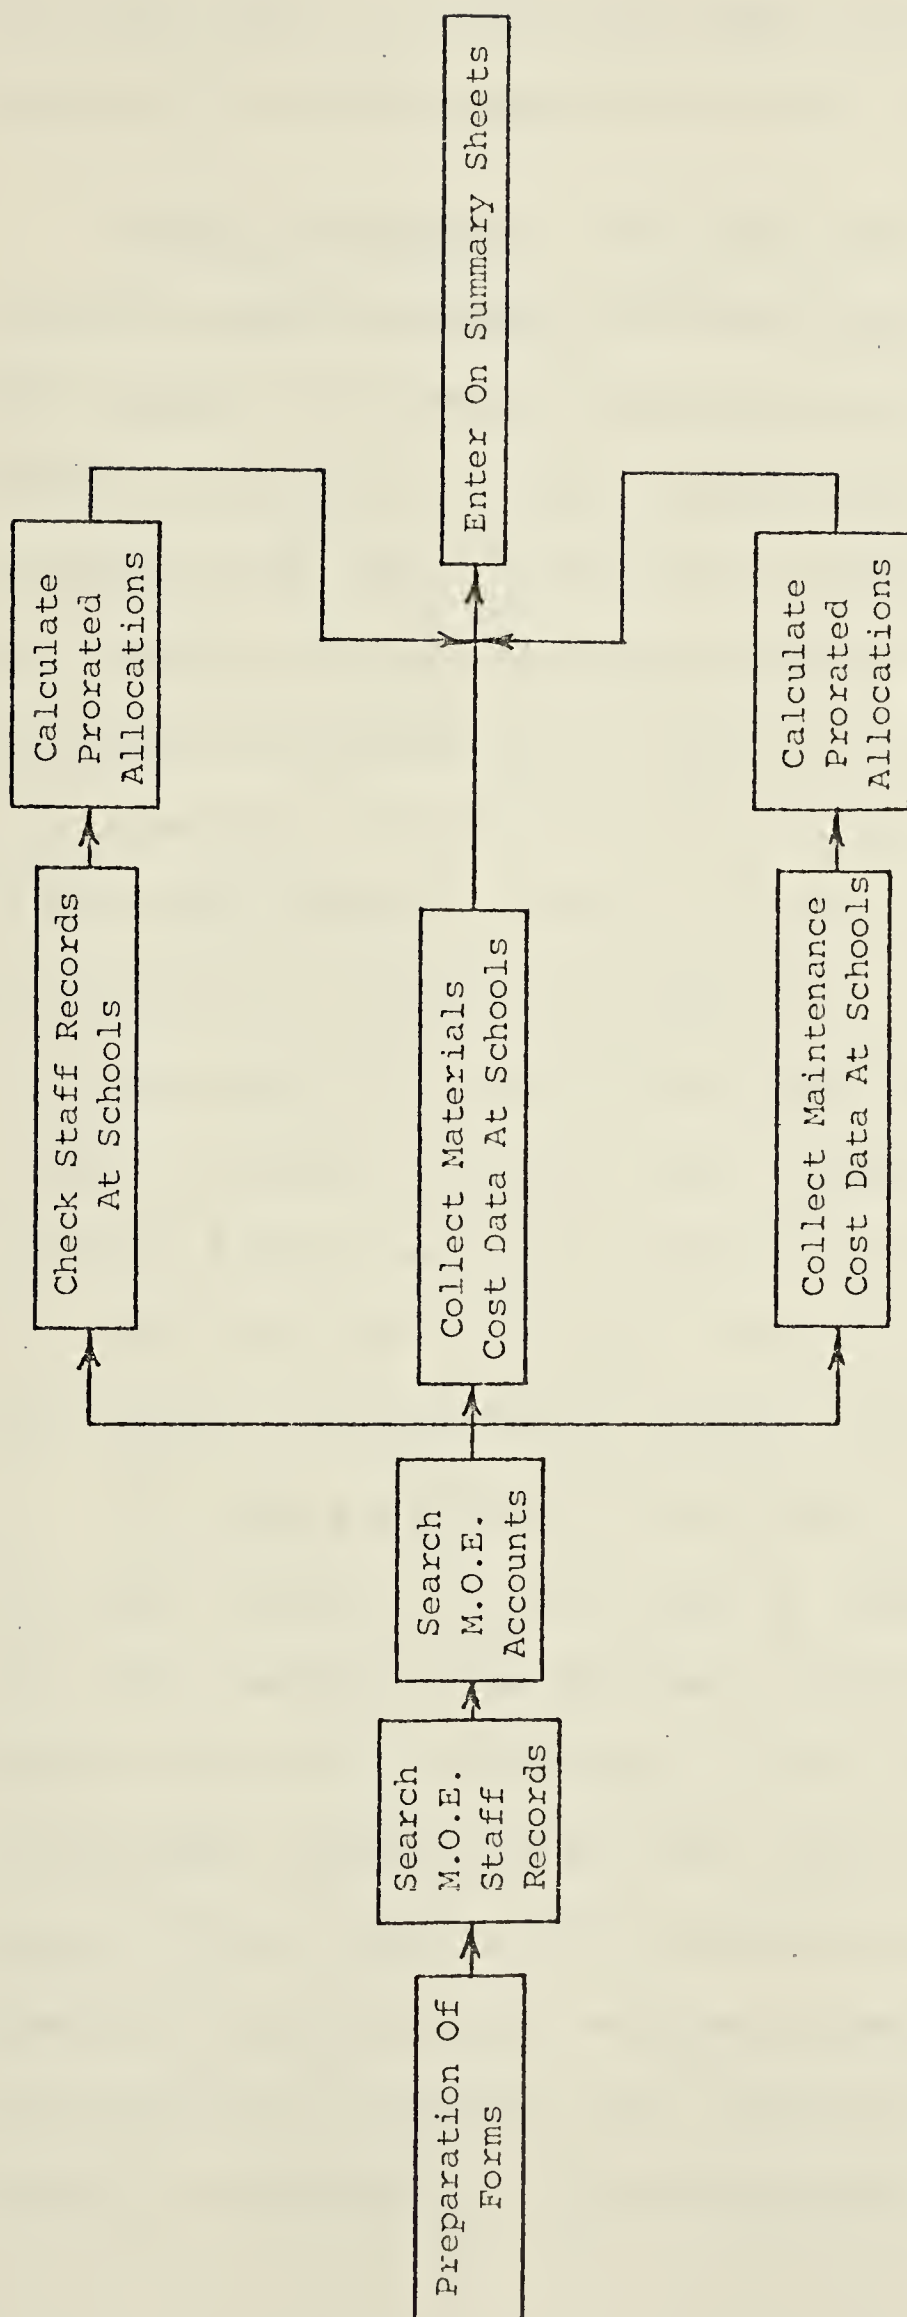 Preparation Of
Forms
Search
M.O.E.
Staff
Records
Search
M.O.E.
Accounts
Check Staff Records
At Schools
Calculate
Prorated
Allocations
Collect Materials
Cost Data At Schools
Collect Maintenance
Cost Data At Schools
Calculate
Prorated
Allocations
Enter On Summary Sheets